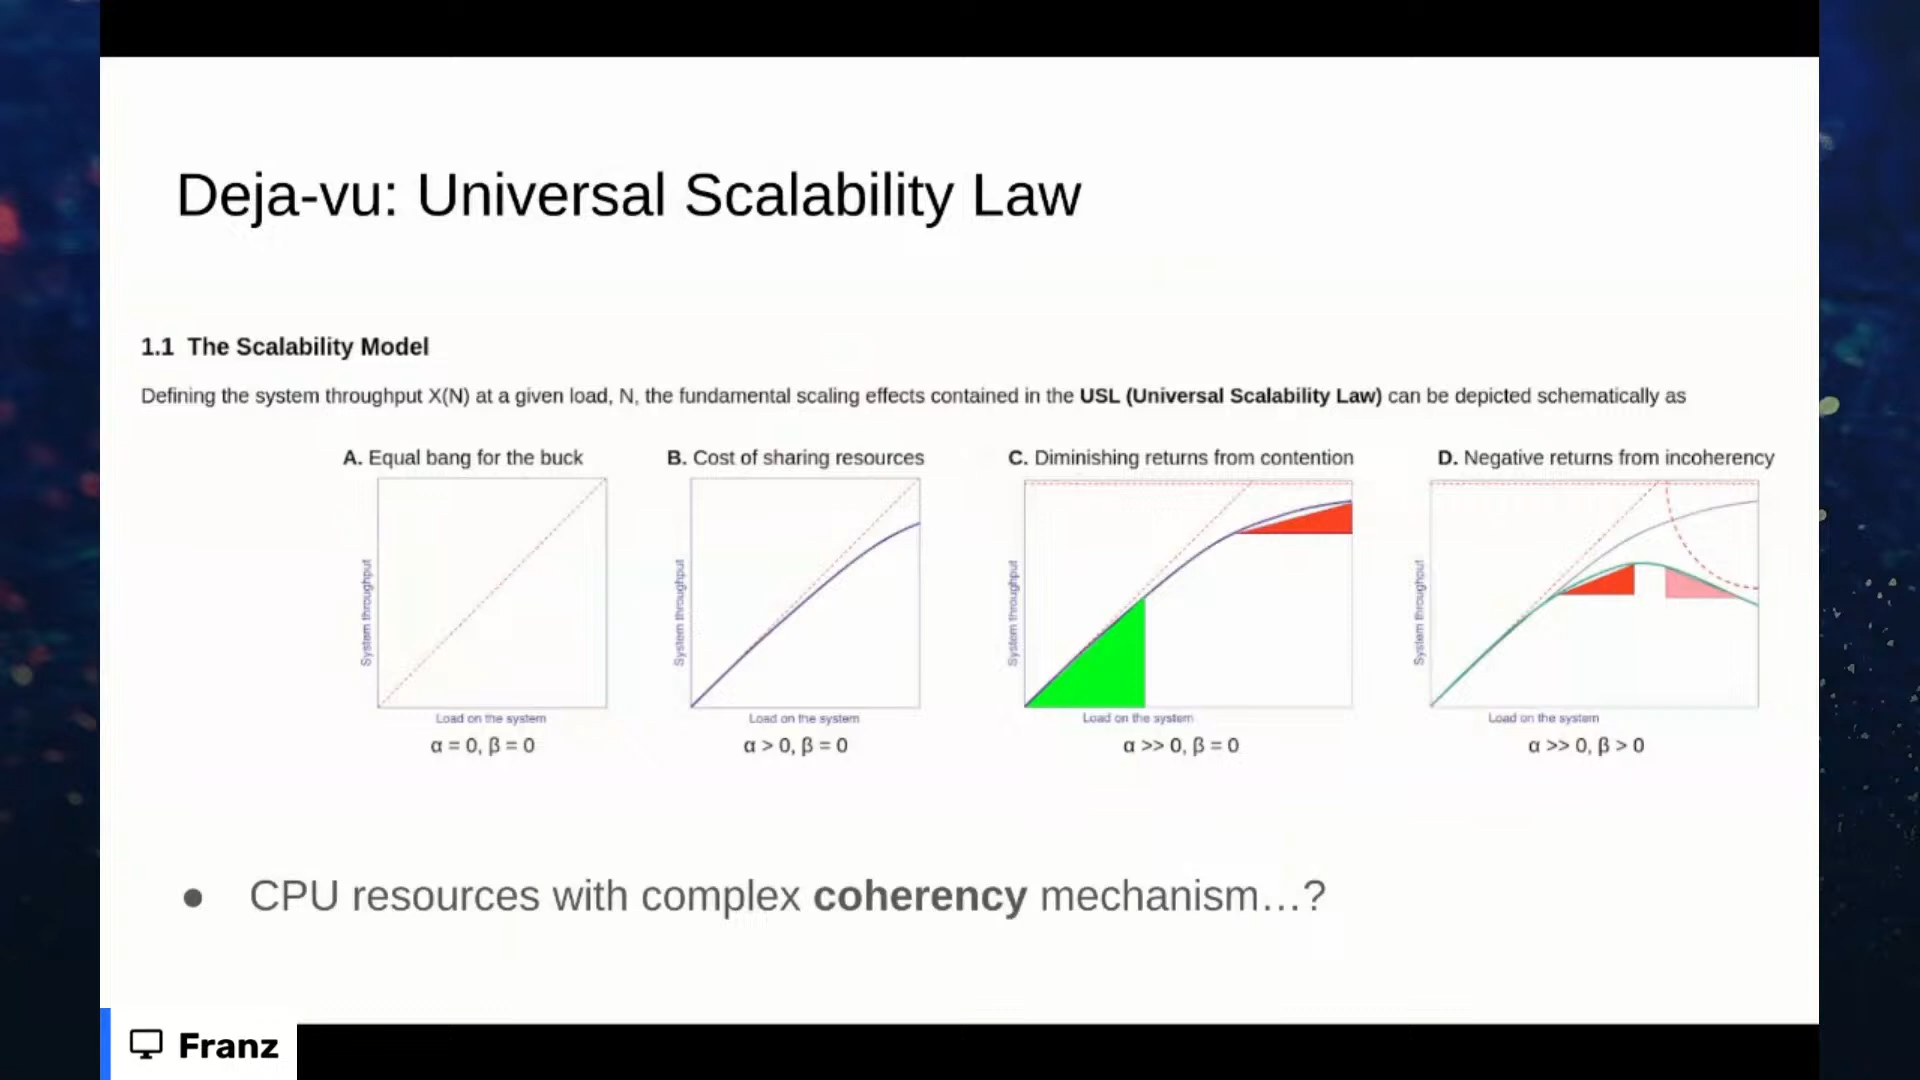 Deja-vu: Universal Scalability Law
1.1 The Scalability Model
Defining the system throughput X(N) at a given load, N, the fundamental scaling effects contained in the USL (Universal Scalability Law) can be depicted schematically as
A. Equal bang for the buck
B. Cost of sharing resources
C. Diminishing returns from contention
D. Negative returns from incoherency
System throughput
System throughput
System throughput
System throughput
Load on the system
Load on the system
Load on the system
Load on the system
α = 0, β = 0
α > 0, β = 0
α >> 0, β = 0
α >> 0, β > 0
● CPU resources with complex coherency mechanism…?
Franz